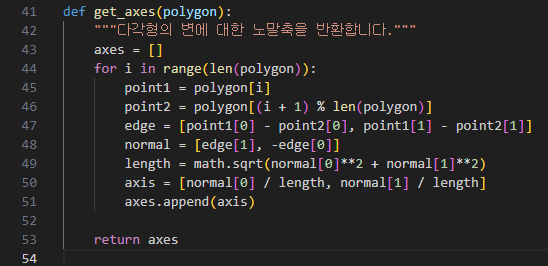 41 def get_axes(polygon):
42 """다각형의 변에 대한 노말축을 반환합니다."""
43 axes = []
44 for i in range(len(polygon)):
45 point1 = polygon[i]
46 point2 = polygon[(i + 1) % len(polygon)]
47 edge = [point1[0] - point2[0], point1[1] - point2[1]]
48 normal = [edge[1], -edge[0]]
49 length = math.sqrt(normal[0]**2 + normal[1]**2)
50 axis = [normal[0] / length, normal[1] / length]
51 axes.append(axis)
52
53 return axes
54